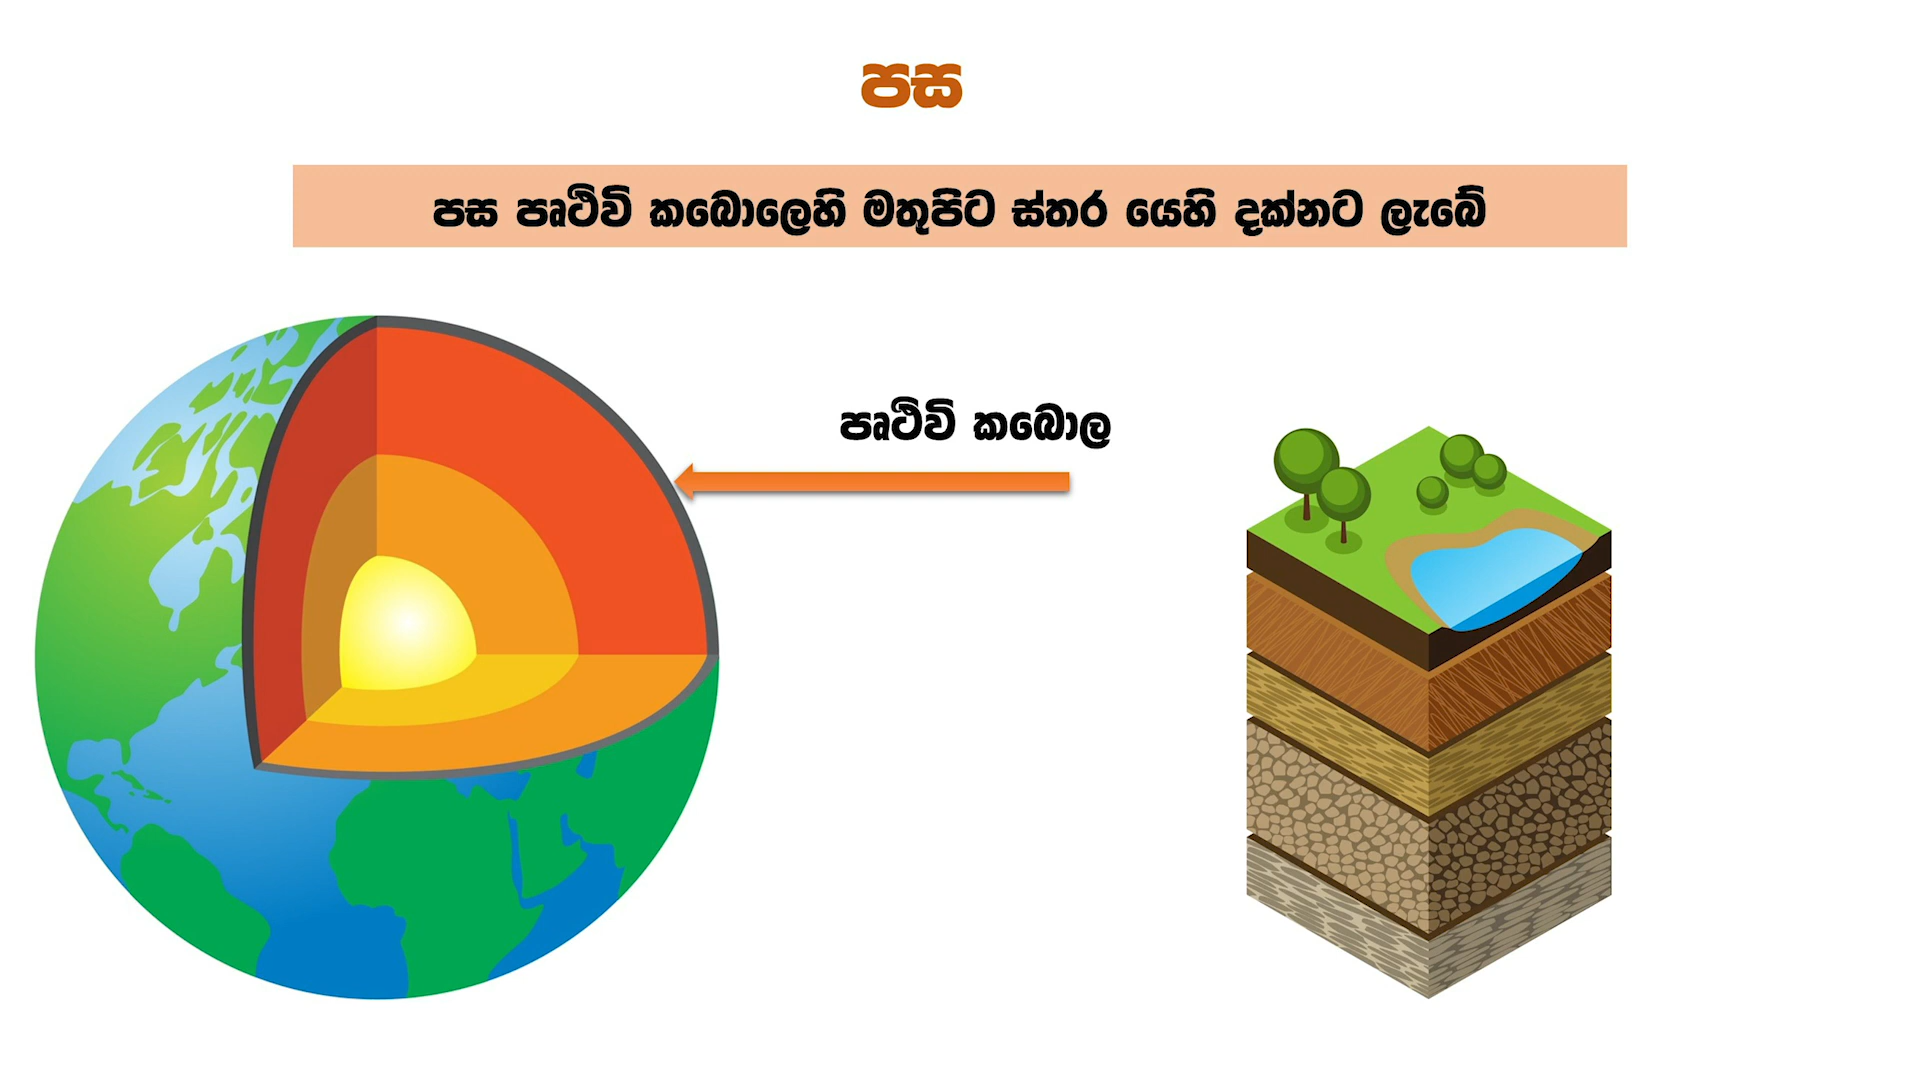 පස
පස පෘථිවි කබොලෙහි මතුපිට ස්තර යෙහි දක්නට ලැබේ
පෘථිවි කබොල